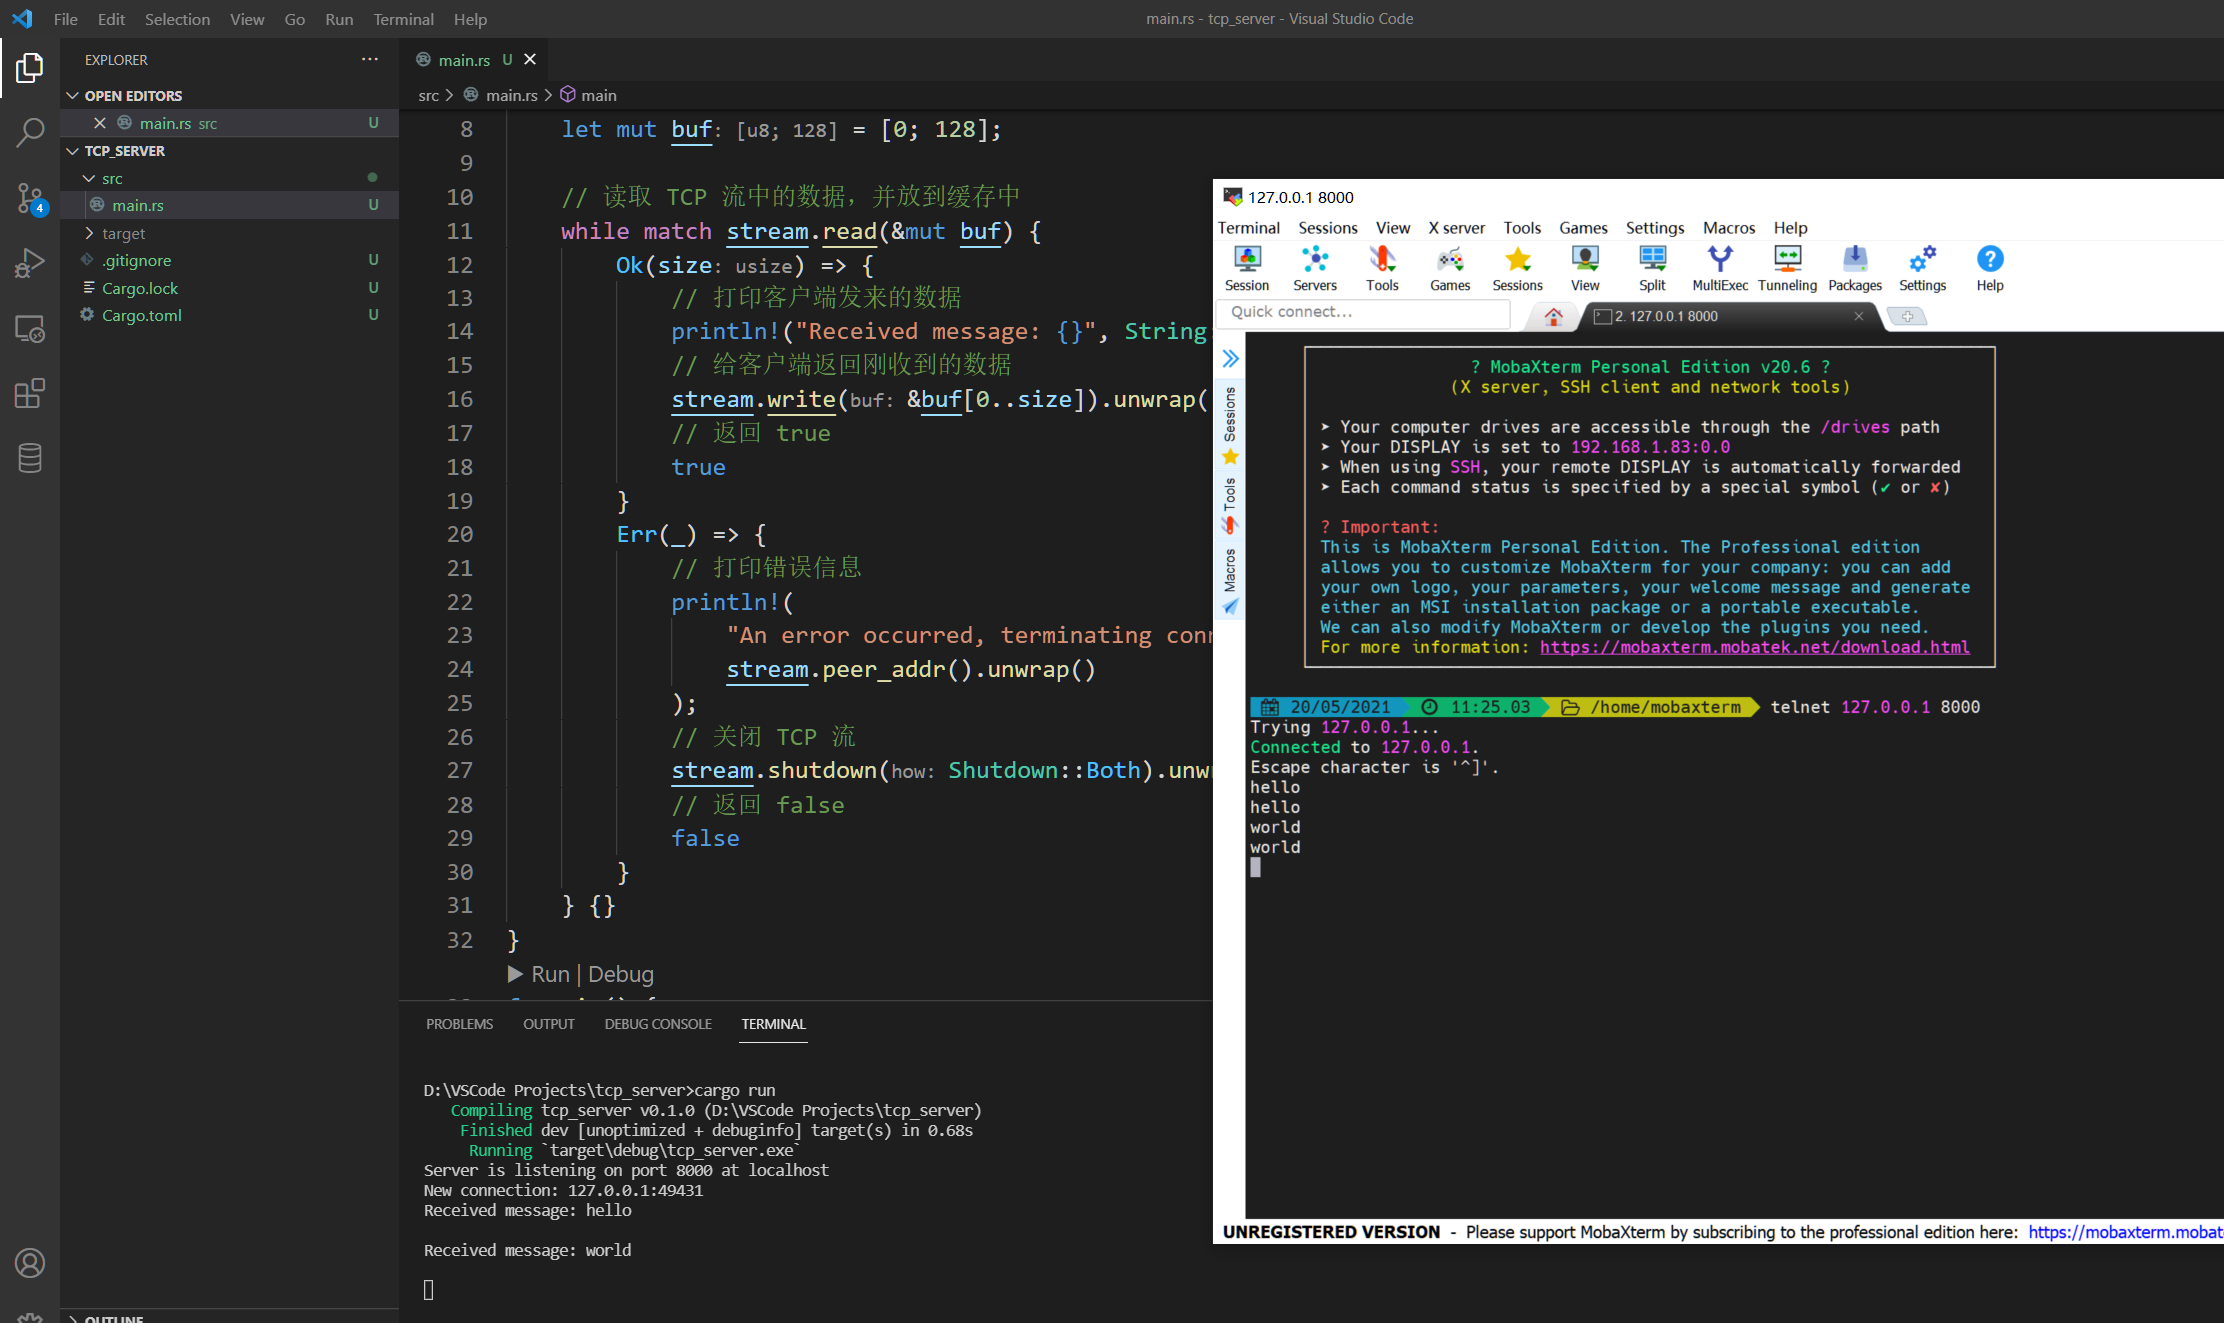 File Edit Selection View Go Run Terminal Help
main.rs - tcp_server - Visual Studio Code
EXPLORER ···
OPEN EDITORS
main.rs src U
TCP_SERVER
src
main.rs U
target
.gitignore U
Cargo.lock U
Cargo.toml U
4
OUTLINE
main.rs U
src > main.rs > main
8 let mut buf: [u8; 128] = [0; 128];
9
10 // 读取 TCP 流中的数据，并放到缓存中
11 while match stream.read(&mut buf) {
12 Ok(size: usize) => {
13 // 打印客户端发来的数据
14 println!("Received message: {}", String
15 // 给客户端返回刚收到的数据
16 stream.write(buf: &buf[0..size]).unwrap(
17 // 返回 true
18 true
19 }
20 Err(_) => {
21 // 打印错误信息
22 println!(
23 "An error occurred, terminating con
24 stream.peer_addr().unwrap()
25 );
26 // 关闭 TCP 流
27 stream.shutdown(how: Shutdown::Both).unw
28 // 返回 false
29 false
30 }
31 } {}
32 }
Run | Debug
PROBLEMS OUTPUT DEBUG CONSOLE TERMINAL
D:\VSCode Projects\tcp_server>cargo run
Compiling tcp_server v0.1.0 (D:\VSCode Projects\tcp_server)
Finished dev [unoptimized + debuginfo] target(s) in 0.68s
Running `target\debug\tcp_server.exe`
Server is listening on port 8000 at localhost
New connection: 127.0.0.1:49431
Received message: hello
Received message: world
127.0.0.1 8000
Terminal Sessions View X server Tools Games Settings Macros Help
Session Servers Tools Games Sessions View Split MultiExec Tunneling Packages Settings Help
Quick connect...
2. 127.0.0.1 8000
Sessions
Tools
Macros
? MobaXterm Personal Edition v20.6 ?
(X server, SSH client and network tools)
➤ Your computer drives are accessible through the /drives path
➤ Your DISPLAY is set to 192.168.1.83:0.0
➤ When using SSH, your remote DISPLAY is automatically forwarded
➤ Each command status is specified by a special symbol (✔ or ✘)
? Important:
This is MobaXterm Personal Edition. The Professional edition
allows you to customize MobaXterm for your company: you can add
your own logo, your parameters, your welcome message and generate
either an MSI installation package or a portable executable.
We can also modify MobaXterm or develop the plugins you need.
For more information: https://mobaxterm.mobatek.net/download.html
20/05/2021 11:25.03 /home/mobaxterm telnet 127.0.0.1 8000
Trying 127.0.0.1...
Connected to 127.0.0.1.
Escape character is '^]'.
hello
hello
world
world
UNREGISTERED VERSION - Please support MobaXterm by subscribing to the professional edition here: https://mobaxterm.mobat